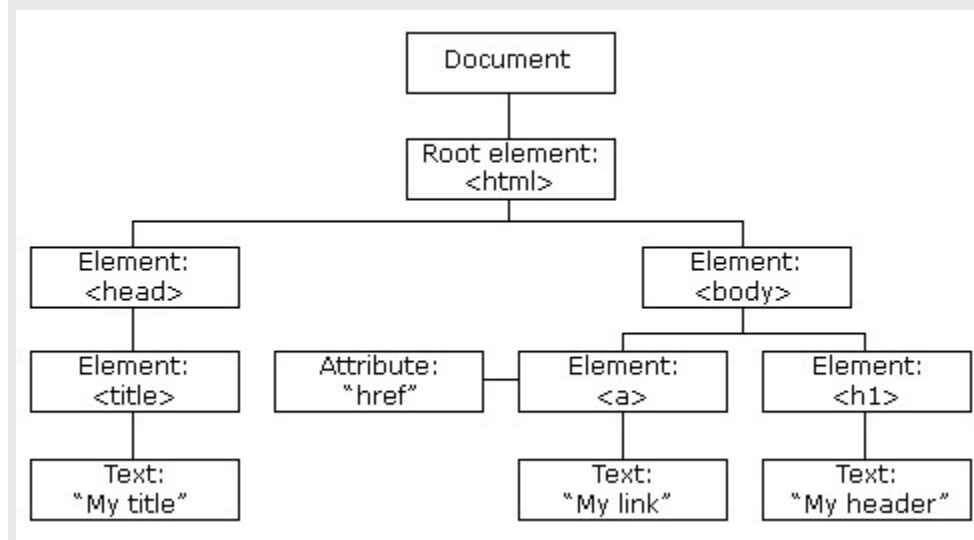 Document
Root element:
<html>
Element:
<head>
Element:
<body>
Element:
<title>
Attribute:
“href”
Element:
<a>
Element:
<h1>
Text:
“My title”
Text:
“My link”
Text:
“My header”